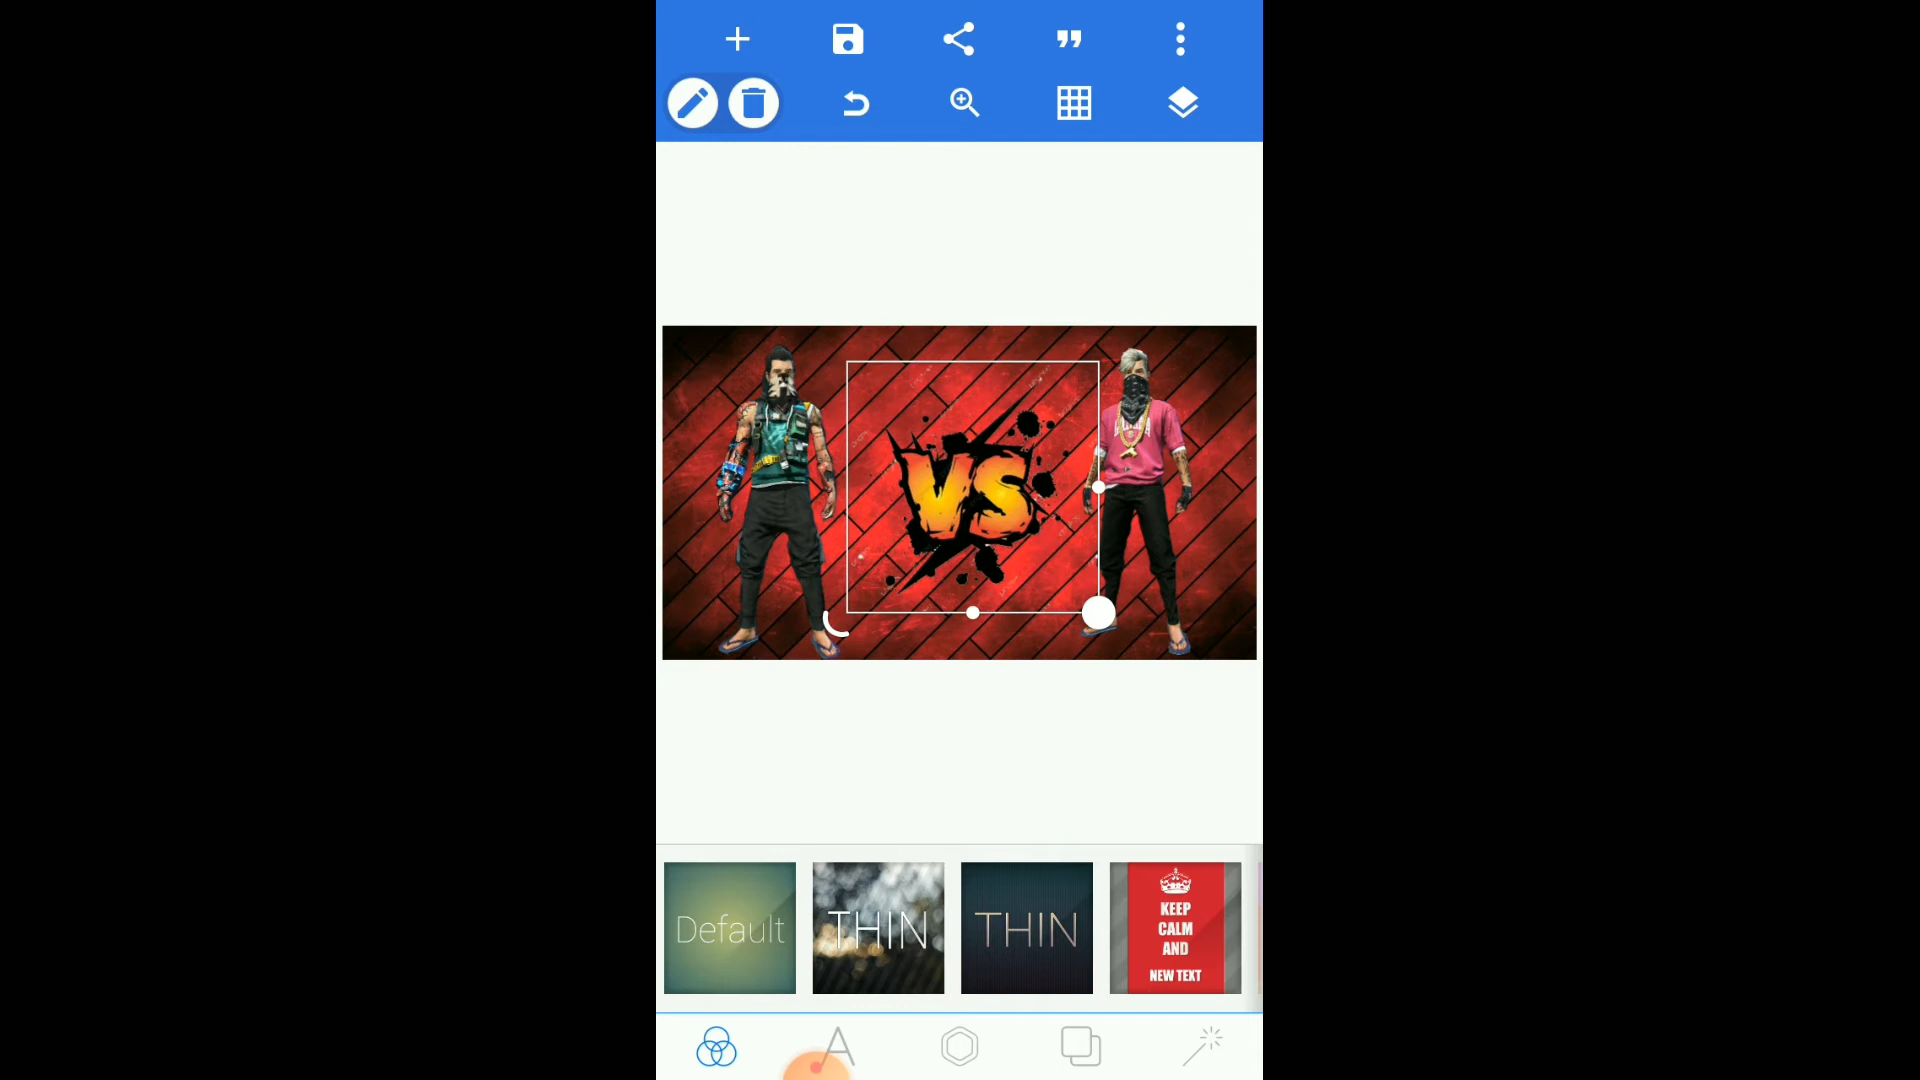 VS
Default
THIN
THIN
KEEP
CALM
AND
NEW TEXT
A